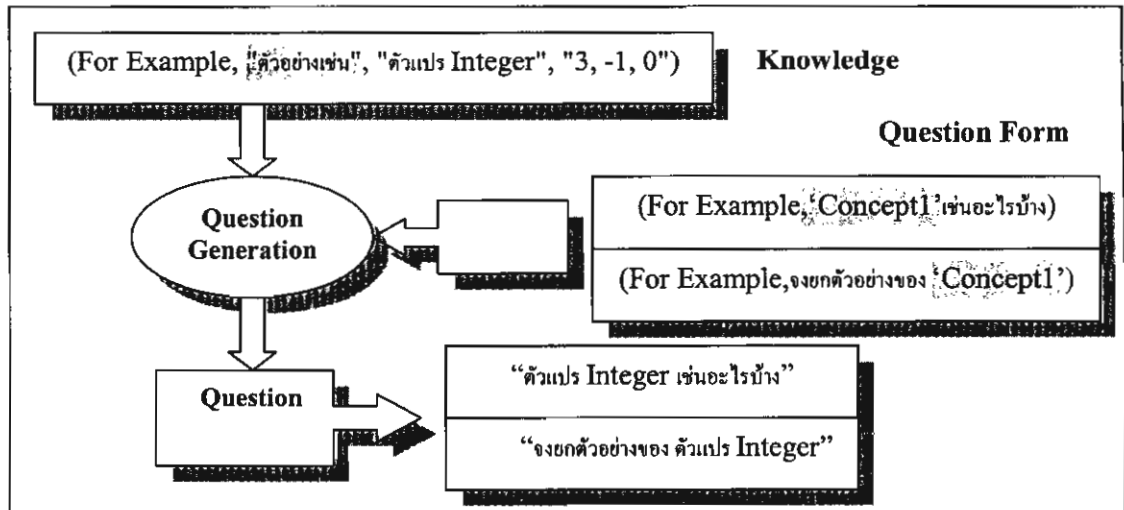 (For Example, "ตัวอย่างเช่น", "ตัวแปร Integer", "3, -1, 0")
Knowledge
Question Form
Question
Generation
(For Example,‘Concept1’เช่นอะไรบ้าง)
(For Example,จงยกตัวอย่างของ ‘Concept1’)
Question
“ตัวแปร Integer เช่นอะไรบ้าง”
“จงยกตัวอย่างของ ตัวแปร Integer”